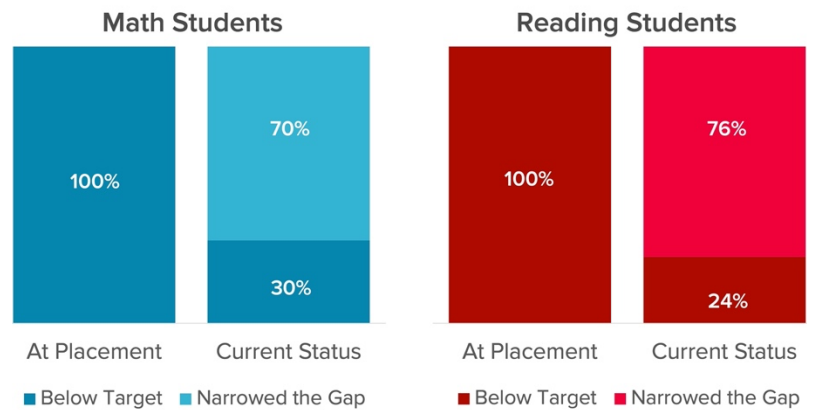 Math Students
100%
70%
30%
At Placement
Current Status
Below Target
Narrowed the Gap
Reading Students
100%
76%
24%
At Placement
Current Status
Below Target
Narrowed the Gap